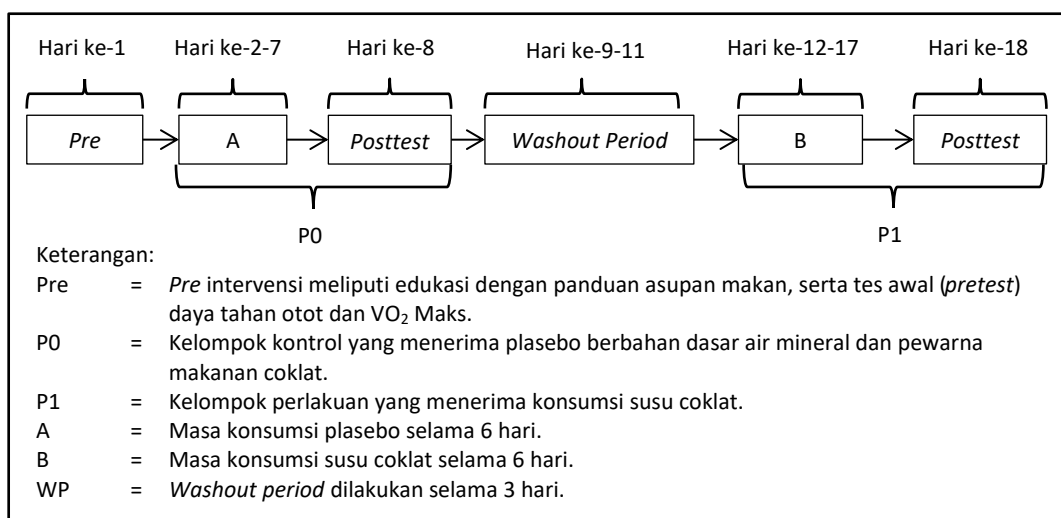 Hari ke-1 Hari ke-2-7 Hari ke-8 Hari ke-9-11 Hari ke-12-17 Hari ke-18
Pre A Posttest Washout Period B Posttest
P0 P1
Keterangan:
Pre = Pre intervensi meliputi edukasi dengan panduan asupan makan, serta tes awal (pretest)
daya tahan otot dan VO₂ Maks.
P0 = Kelompok kontrol yang menerima plasebo berbahan dasar air mineral dan pewarna
makanan coklat.
P1 = Kelompok perlakuan yang menerima konsumsi susu coklat.
A = Masa konsumsi plasebo selama 6 hari.
B = Masa konsumsi susu coklat selama 6 hari.
WP = Washout period dilakukan selama 3 hari.